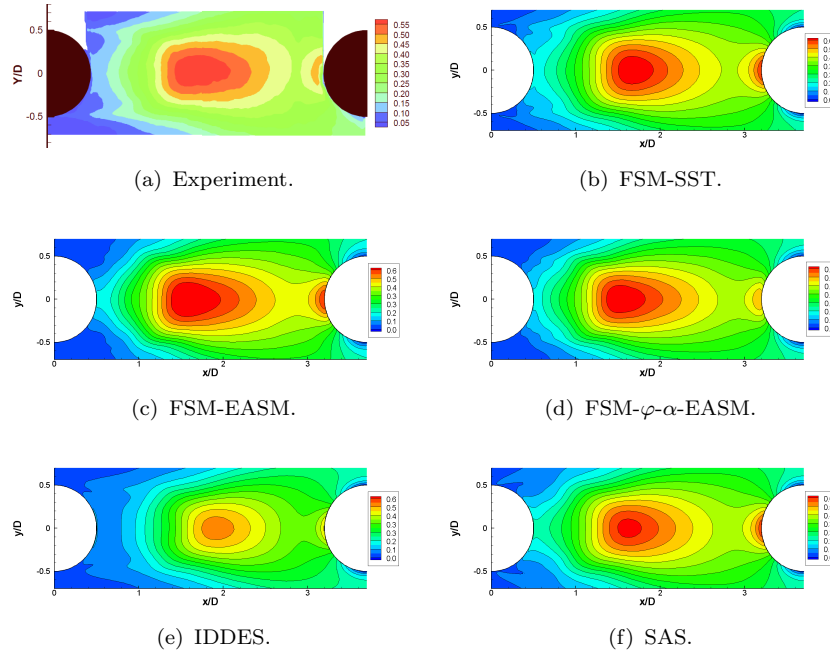 Y/D
0.5
0
-0.5
0.55
0.50
0.45
0.40
0.35
0.30
0.25
0.20
0.15
0.10
0.05
(a) Experiment.
y/D
0.5
0
-0.5
0 1 2 3
x/D
(b) FSM-SST.
y/D
0.5
0
-0.5
0 1 2 3
x/D
0.6
0.5
0.4
0.3
0.2
0.1
0.0
(c) FSM-EASM.
y/D
0.5
0
-0.5
0 1 2 3
x/D
(d) FSM-φ-α-EASM.
y/D
0.5
0
-0.5
0 1 2 3
x/D
0.6
0.5
0.4
0.3
0.2
0.1
0.0
(e) IDDES.
y/D
0.5
0
-0.5
0 1 2 3
x/D
(f) SAS.